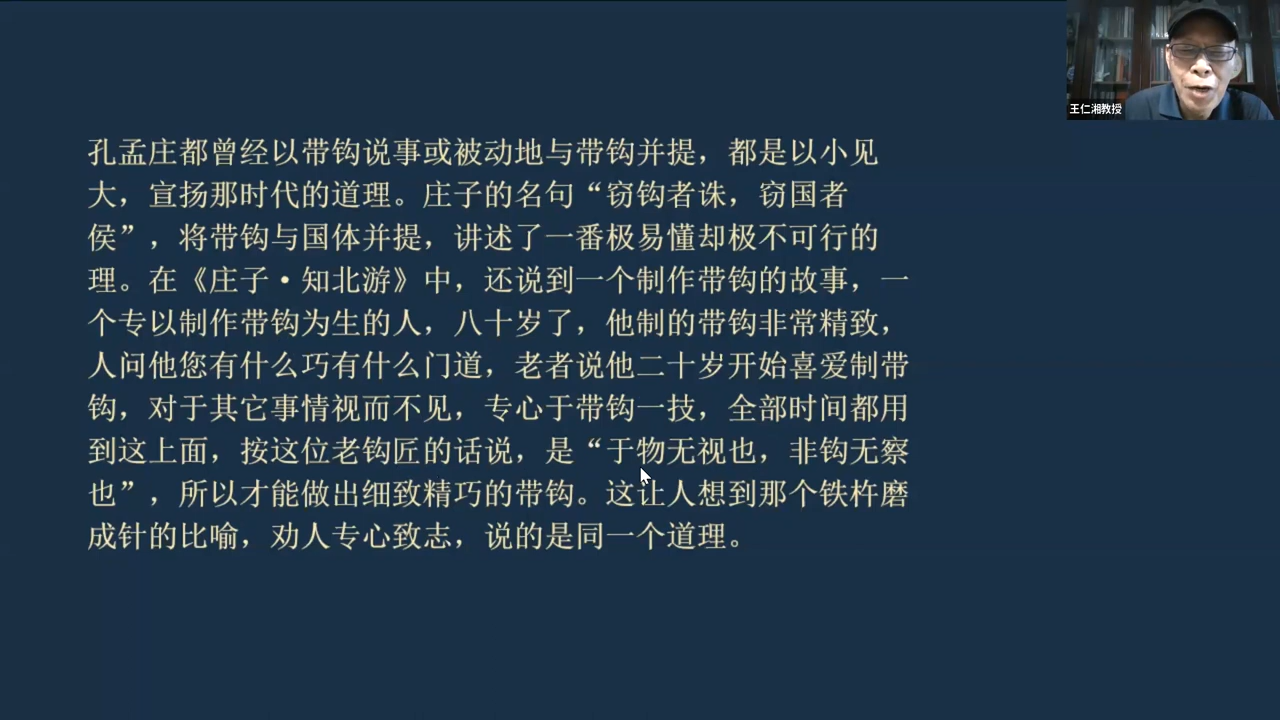 王仁湘教授
孔孟庄都曾经以带钩说事或被动地与带钩并提，都是以小见
大，宣扬那时代的道理。庄子的名句“窃钩者诛，窃国者
侯”，将带钩与国体并提，讲述了一番极易懂却极不可行的
理。在《庄子·知北游》中，还说到一个制作带钩的故事，一
个专以制作带钩为生的人，八十岁了，他制的带钩非常精致，
人问他您有什么巧有什么门道，老者说他二十岁开始喜爱制带
钩，对于其它事情视而不见，专心于带钩一技，全部时间都用
到这上面，按这位老钩匠的话说，是“于物无视也，非钩无察
也”，所以才能做出细致精巧的带钩。这让人想到那个铁杵磨
成针的比喻，劝人专心致志，说的是同一个道理。